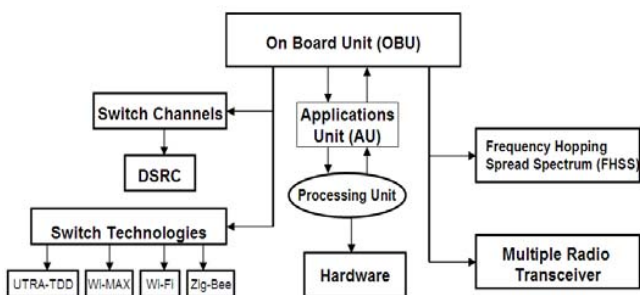 On Board Unit (OBU)
Switch Channels
DSRC
Switch Technologies
UTRA-TDD
Wi-MAX
Wi-Fi
Zig-Bee
Applications
Unit (AU)
Processing Unit
Hardware
Frequency Hopping
Spread Spectrum (FHSS)
Multiple Radio
Transceiver